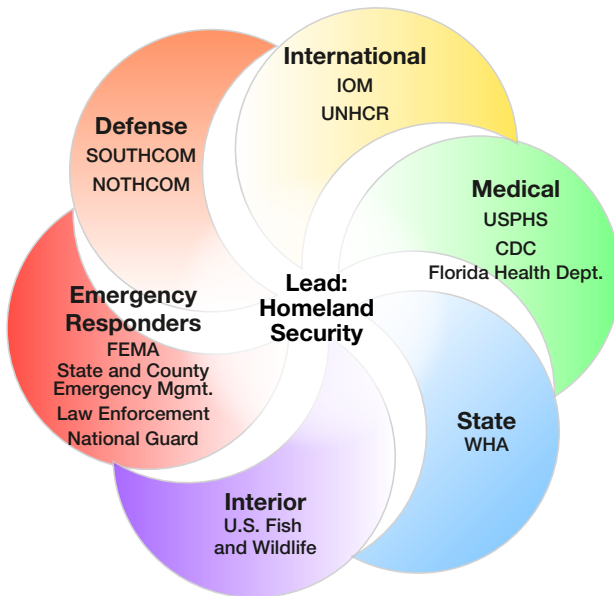 International
IOM
UNHCR
Defense
SOUTHCOM
NOTHCOM
Medical
USPHS
CDC
Florida Health Dept.
Lead:
Homeland
Security
Emergency
Responders
FEMA
State and County
Emergency Mgmt.
Law Enforcement
National Guard
State
WHA
Interior
U.S. Fish
and Wildlife